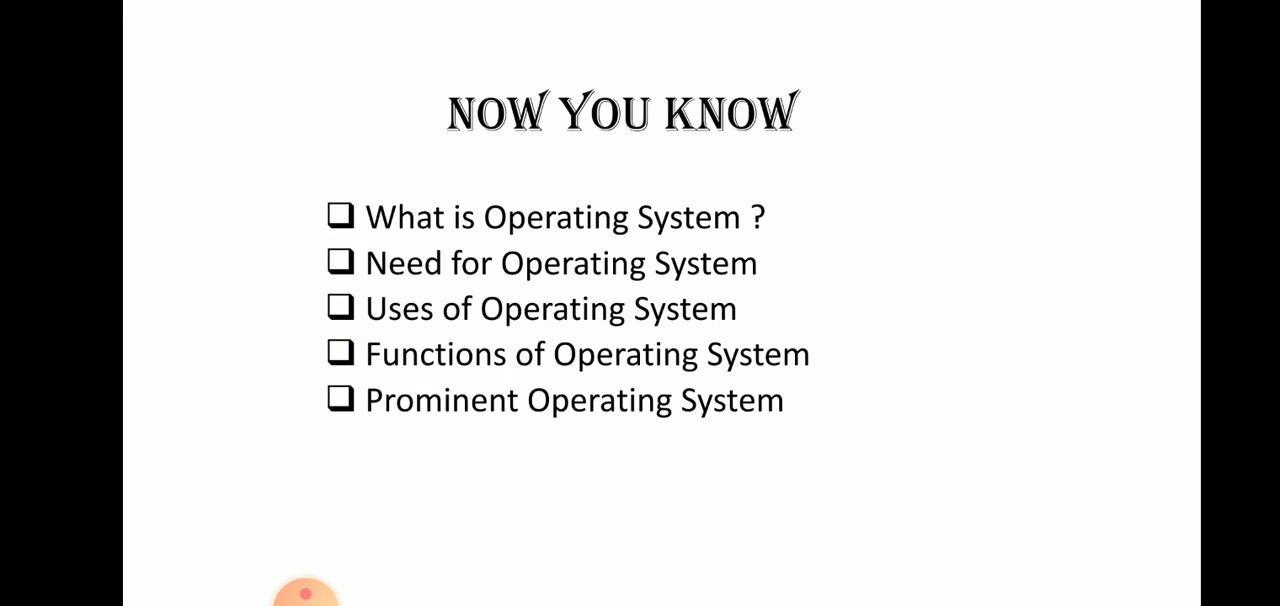 NOW YOU KNOW
What is Operating System ?
Need for Operating System
Uses of Operating System
Functions of Operating System
Prominent Operating System